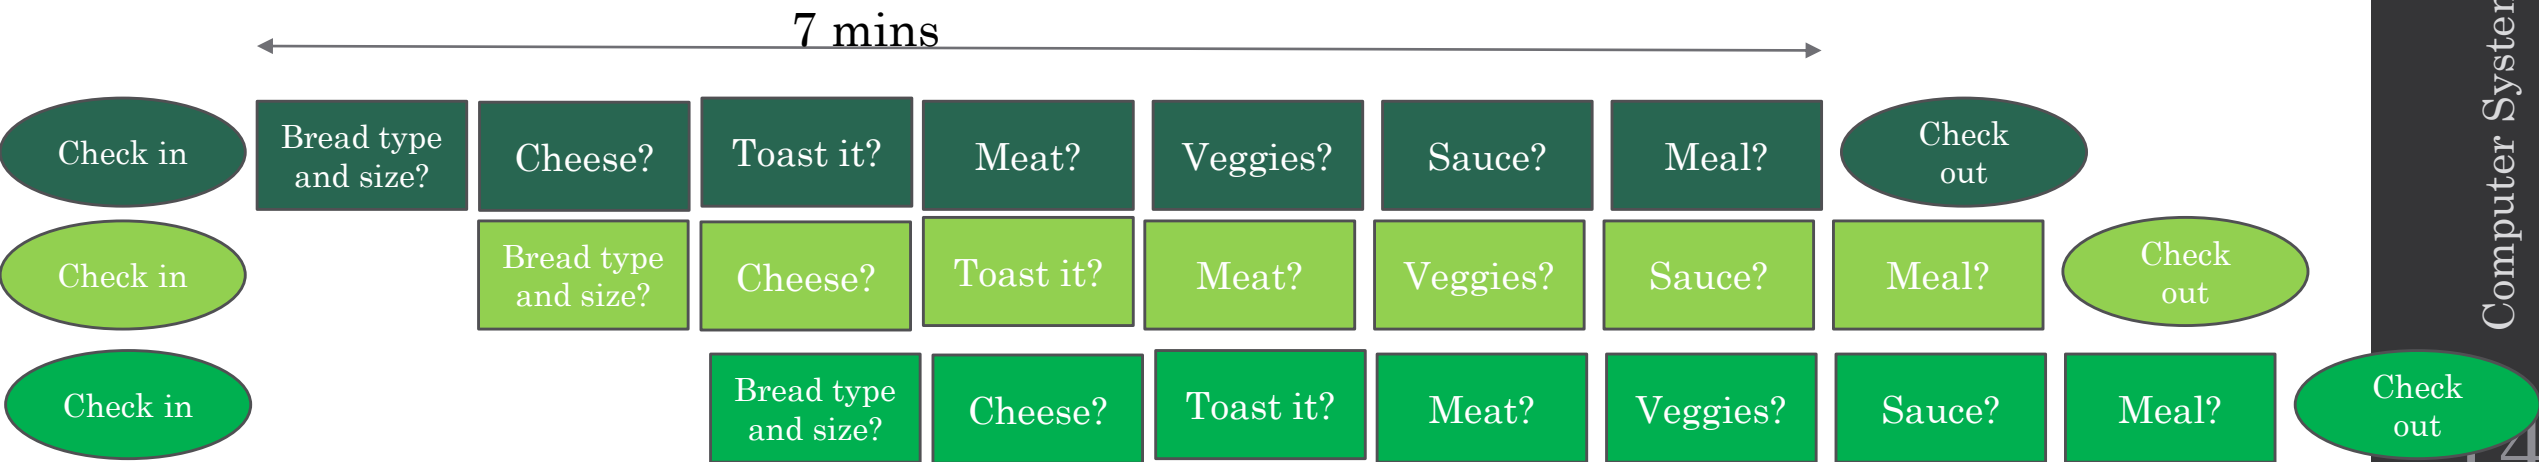 7 mins
Check in
Bread type
and size?
Cheese?
Toast it?
Meat?
Veggies?
Sauce?
Meal?
Check
out
Check in
Bread type
and size?
Cheese?
Toast it?
Meat?
Veggies?
Sauce?
Meal?
Check
out
Check in
Bread type
and size?
Cheese?
Toast it?
Meat?
Veggies?
Sauce?
Meal?
Check
out
Computer